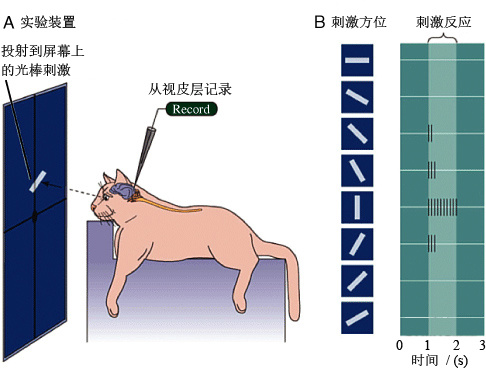 A 实验装置
投射到屏幕上
的光棒刺激
从视皮层记录
Record
B 刺激方位 刺激反应
0 1 2 3
时间 / (s)